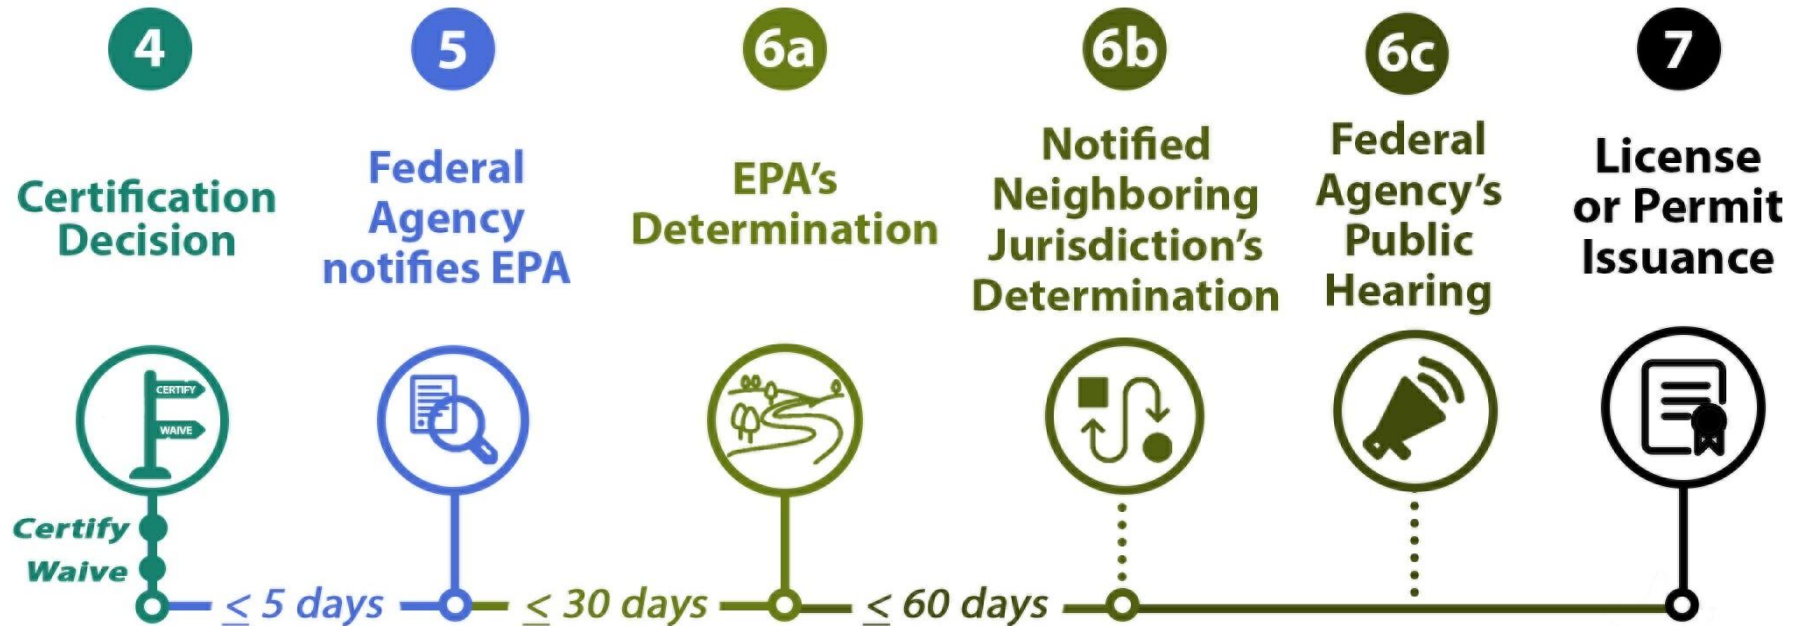 4
Certification
Decision
CERTIFY
WAIVE
Certify
Waive
≤ 5 days
5
Federal
Agency
notifies EPA
≤ 30 days
6a
EPA's
Determination
≤ 60 days
6b
Notified
Neighboring
Jurisdiction's
Determination
6c
Federal
Agency's
Public
Hearing
7
License
or Permit
Issuance